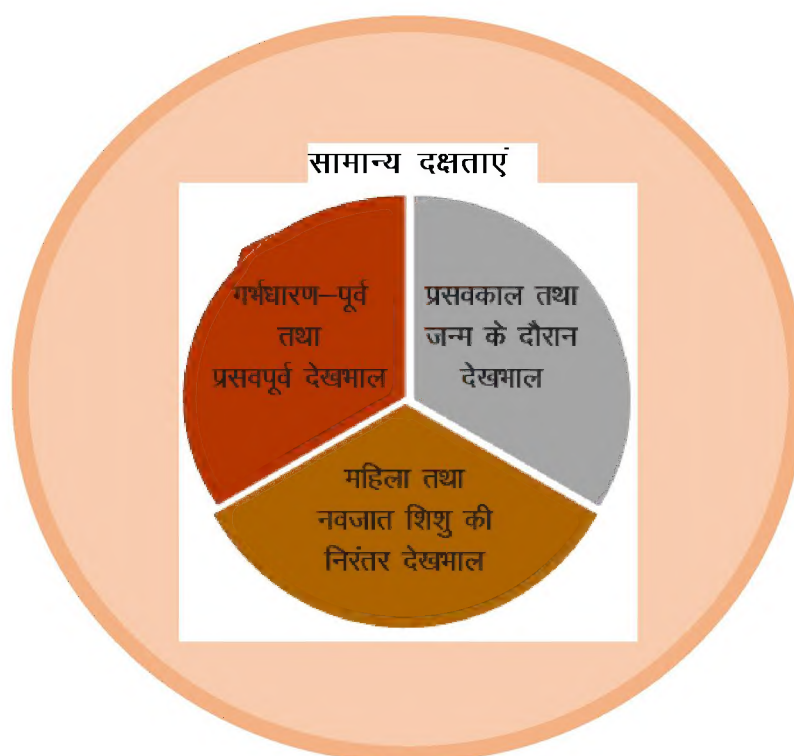 सामान्य दक्षताएं
गर्भधारण–पूर्व
तथा
प्रसवपूर्व देखभाल
प्रसवकाल तथा
जन्म के दौरान
देखभाल
महिला तथा
नवजात शिशु की
निरंतर देखभाल